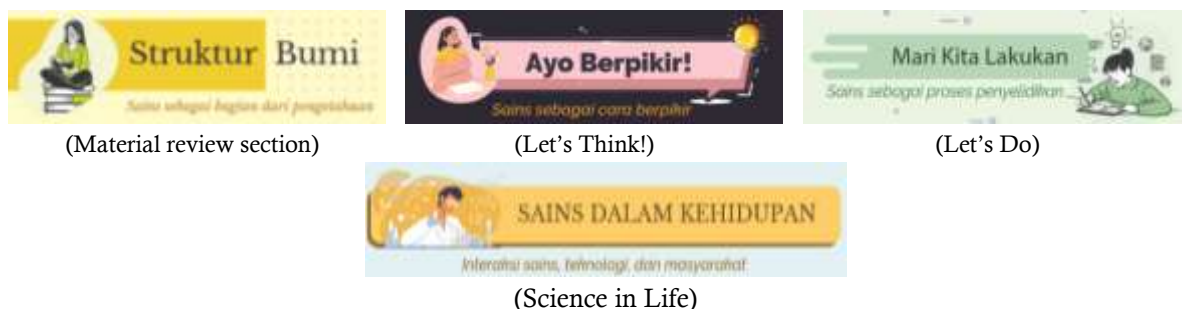 Struktur Bumi
Sains sebagai bagian dari pengetahuan
(Material review section)
Ayo Berpikir!
Sains sebagai cara berpikir
(Let's Think!)
Mari Kita Lakukan
Sains sebagai proses penyelidikan
(Let's Do)
SAINS DALAM KEHIDUPAN
Interaksi sains, teknologi, dan masyarakat
(Science in Life)